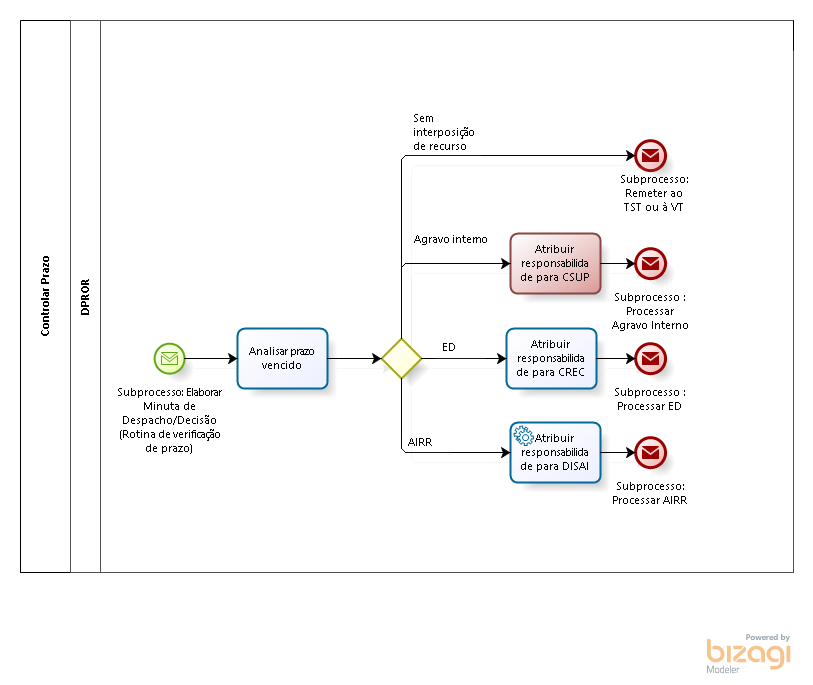 Controlar Prazo
DPROR
Sem
interposição
de recurso
Subprocesso:
Remeter ao
TST ou à VT
Agravo interno
Atribuir
responsabilida
de para CSUP
Subprocesso :
Processar
Agravo Interno
Subprocesso: Elaborar
Minuta de
Despacho/Decisão
(Rotina de verificação
de prazo)
Analisar prazo
vencido
ED
Atribuir
responsabilida
de para CREC
Subprocesso :
Processar ED
AIRR
Atribuir
responsabilida
de para DISAI
Subprocesso:
Processar AIRR
Powered by
bizagi
Modeler